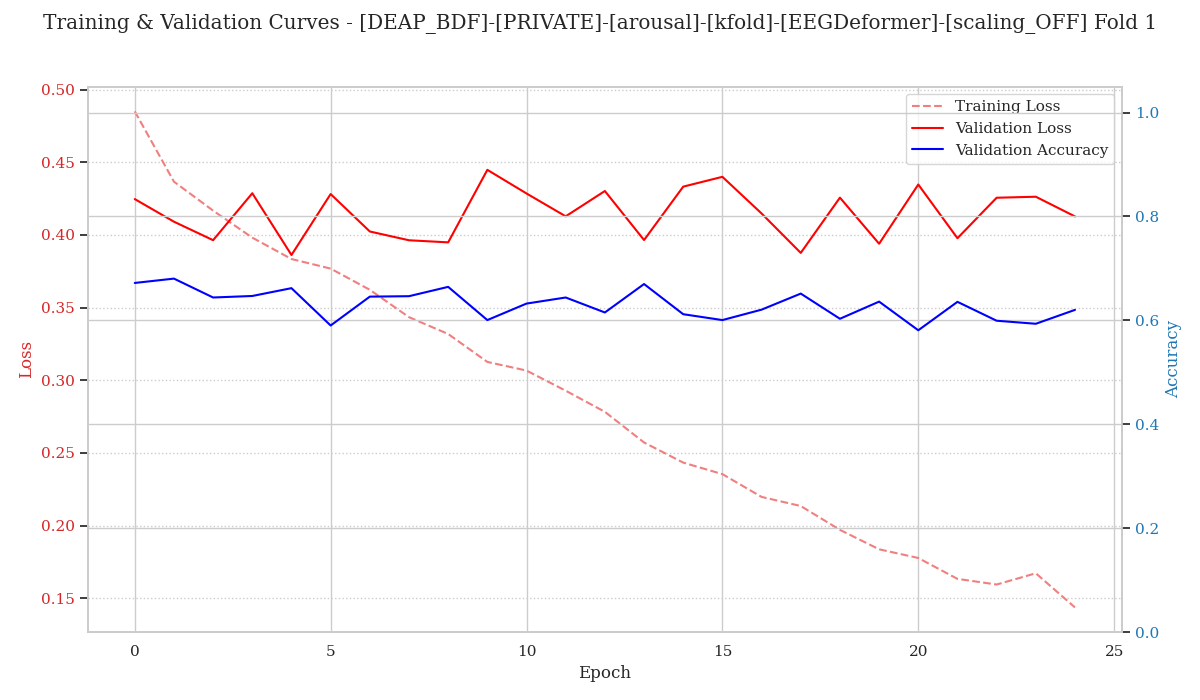 Training & Validation Curves - [DEAP_BDF]-[PRIVATE]-[arousal]-[kfold]-[EEGDeformer]-[scaling_OFF] Fold 1
Training Loss
Validation Loss
Validation Accuracy
Loss
0.50
0.45
0.40
0.35
0.30
0.25
0.20
0.15
Accuracy
1.0
0.8
0.6
0.4
0.2
0.0
0 5 10 15 20 25
Epoch